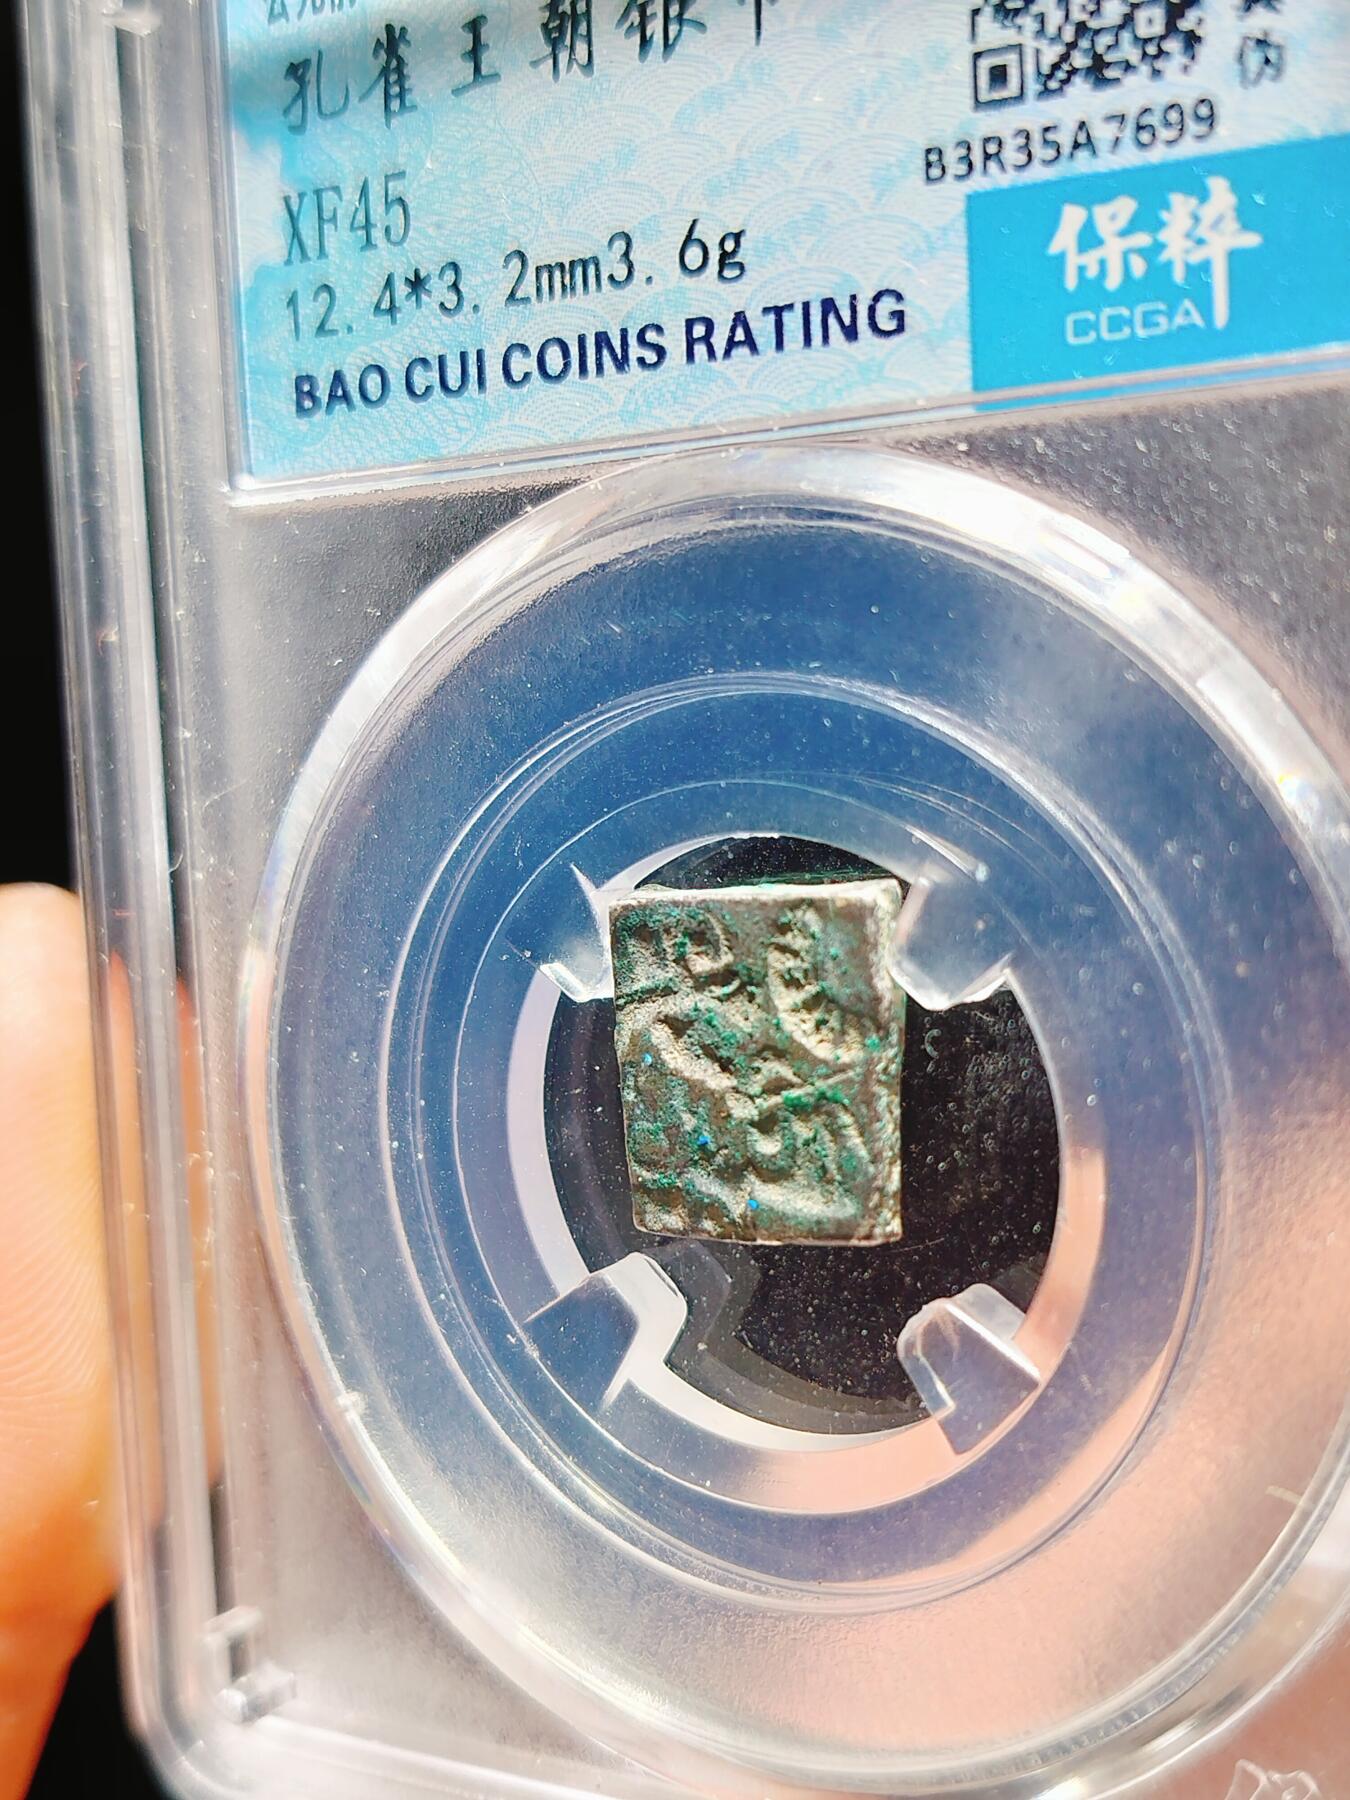 孔雀王朝银
XF45
12.4*3.2mm3.6g
BAO CUI COINS RATING
伪
B3R35A7699
保粹
CCGA